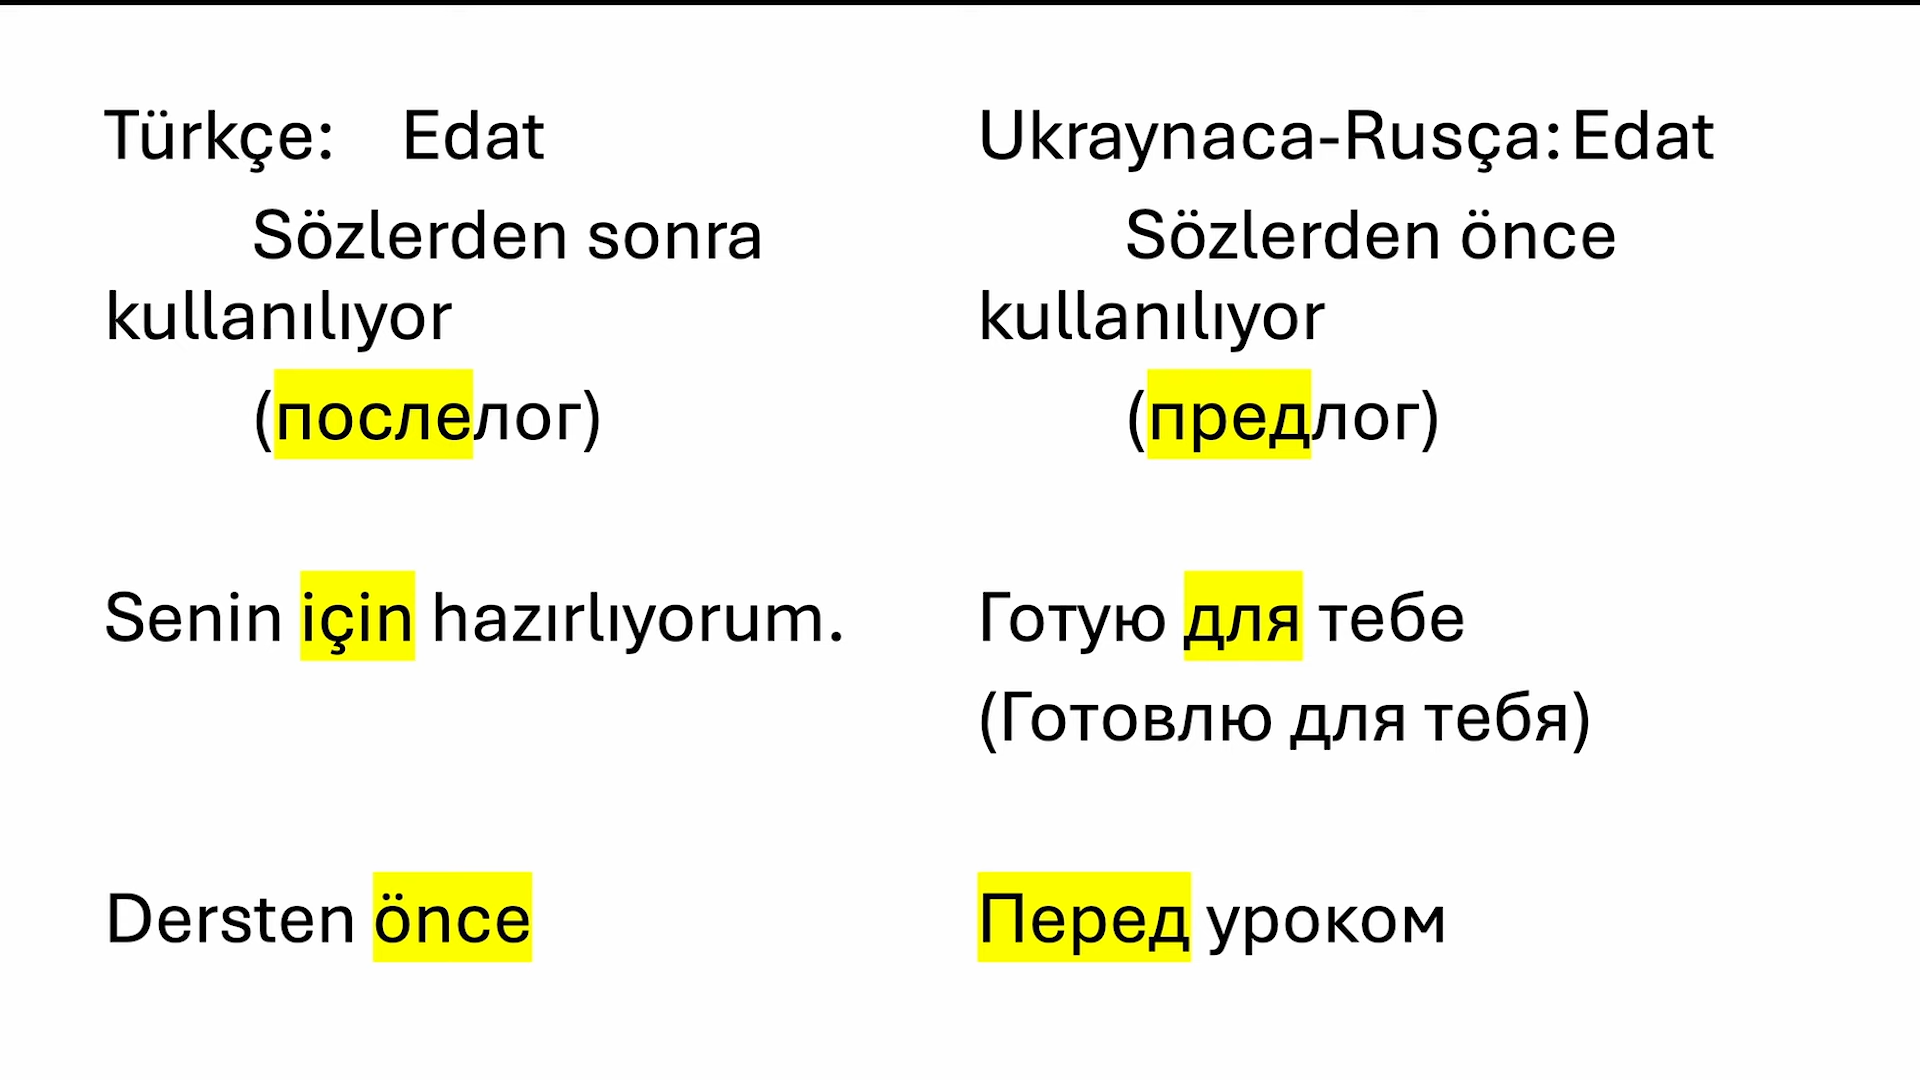 Türkçe: Edat
Sözlerden sonra
kullanılıyor
(послелог)
Senin için hazırlıyorum.
Dersten önce
Ukraynaca-Rusça: Edat
Sözlerden önce
kullanılıyor
(предлог)
Готую для тебе
(Готовлю для тебя)
Перед уроком